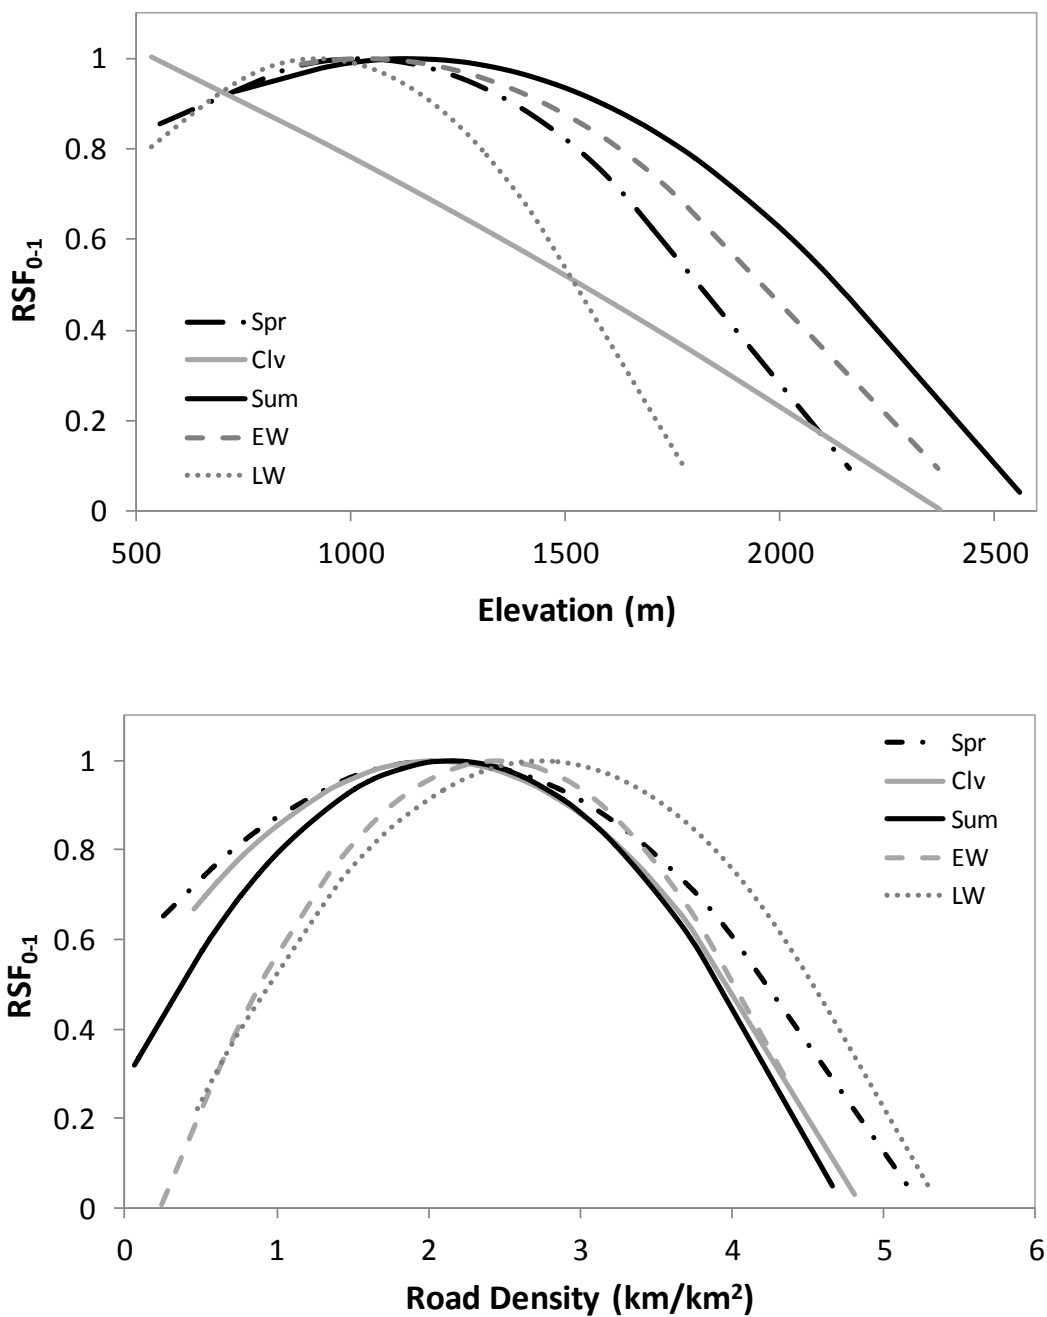 1
0.8
0.6
0.4
0.2
0
RSF0-1
Spr
Clv
Sum
EW
LW
500 1000 1500 2000 2500
Elevation (m)
1
0.8
0.6
0.4
0.2
0
RSF0-1
Spr
Clv
Sum
EW
LW
0 1 2 3 4 5 6
Road Density (km/km²)